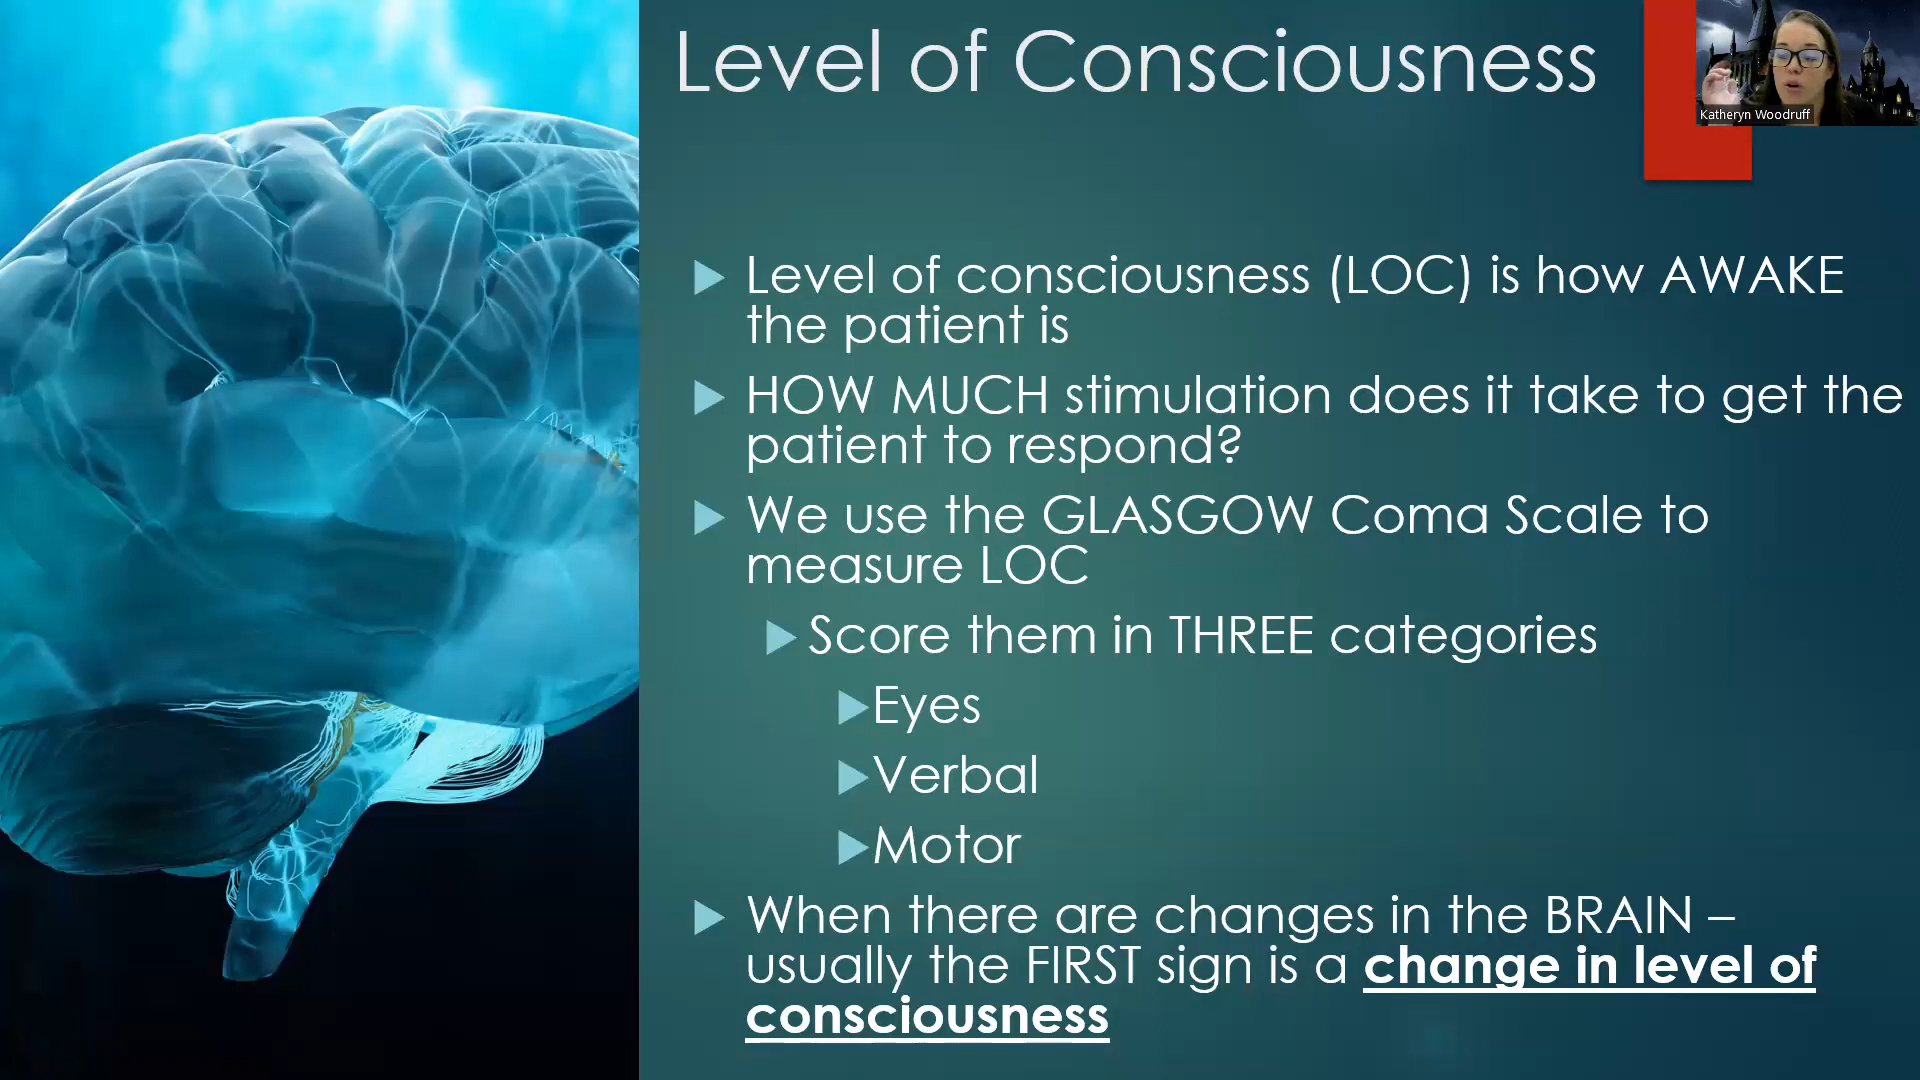 Level of Consciousness
Katheryn Woodruff
Level of consciousness (LOC) is how AWAKE
the patient is
HOW MUCH stimulation does it take to get the
patient to respond?
We use the GLASGOW Coma Scale to
measure LOC
Score them in THREE categories
Eyes
Verbal
Motor
When there are changes in the BRAIN –
usually the FIRST sign is a change in level of
consciousness